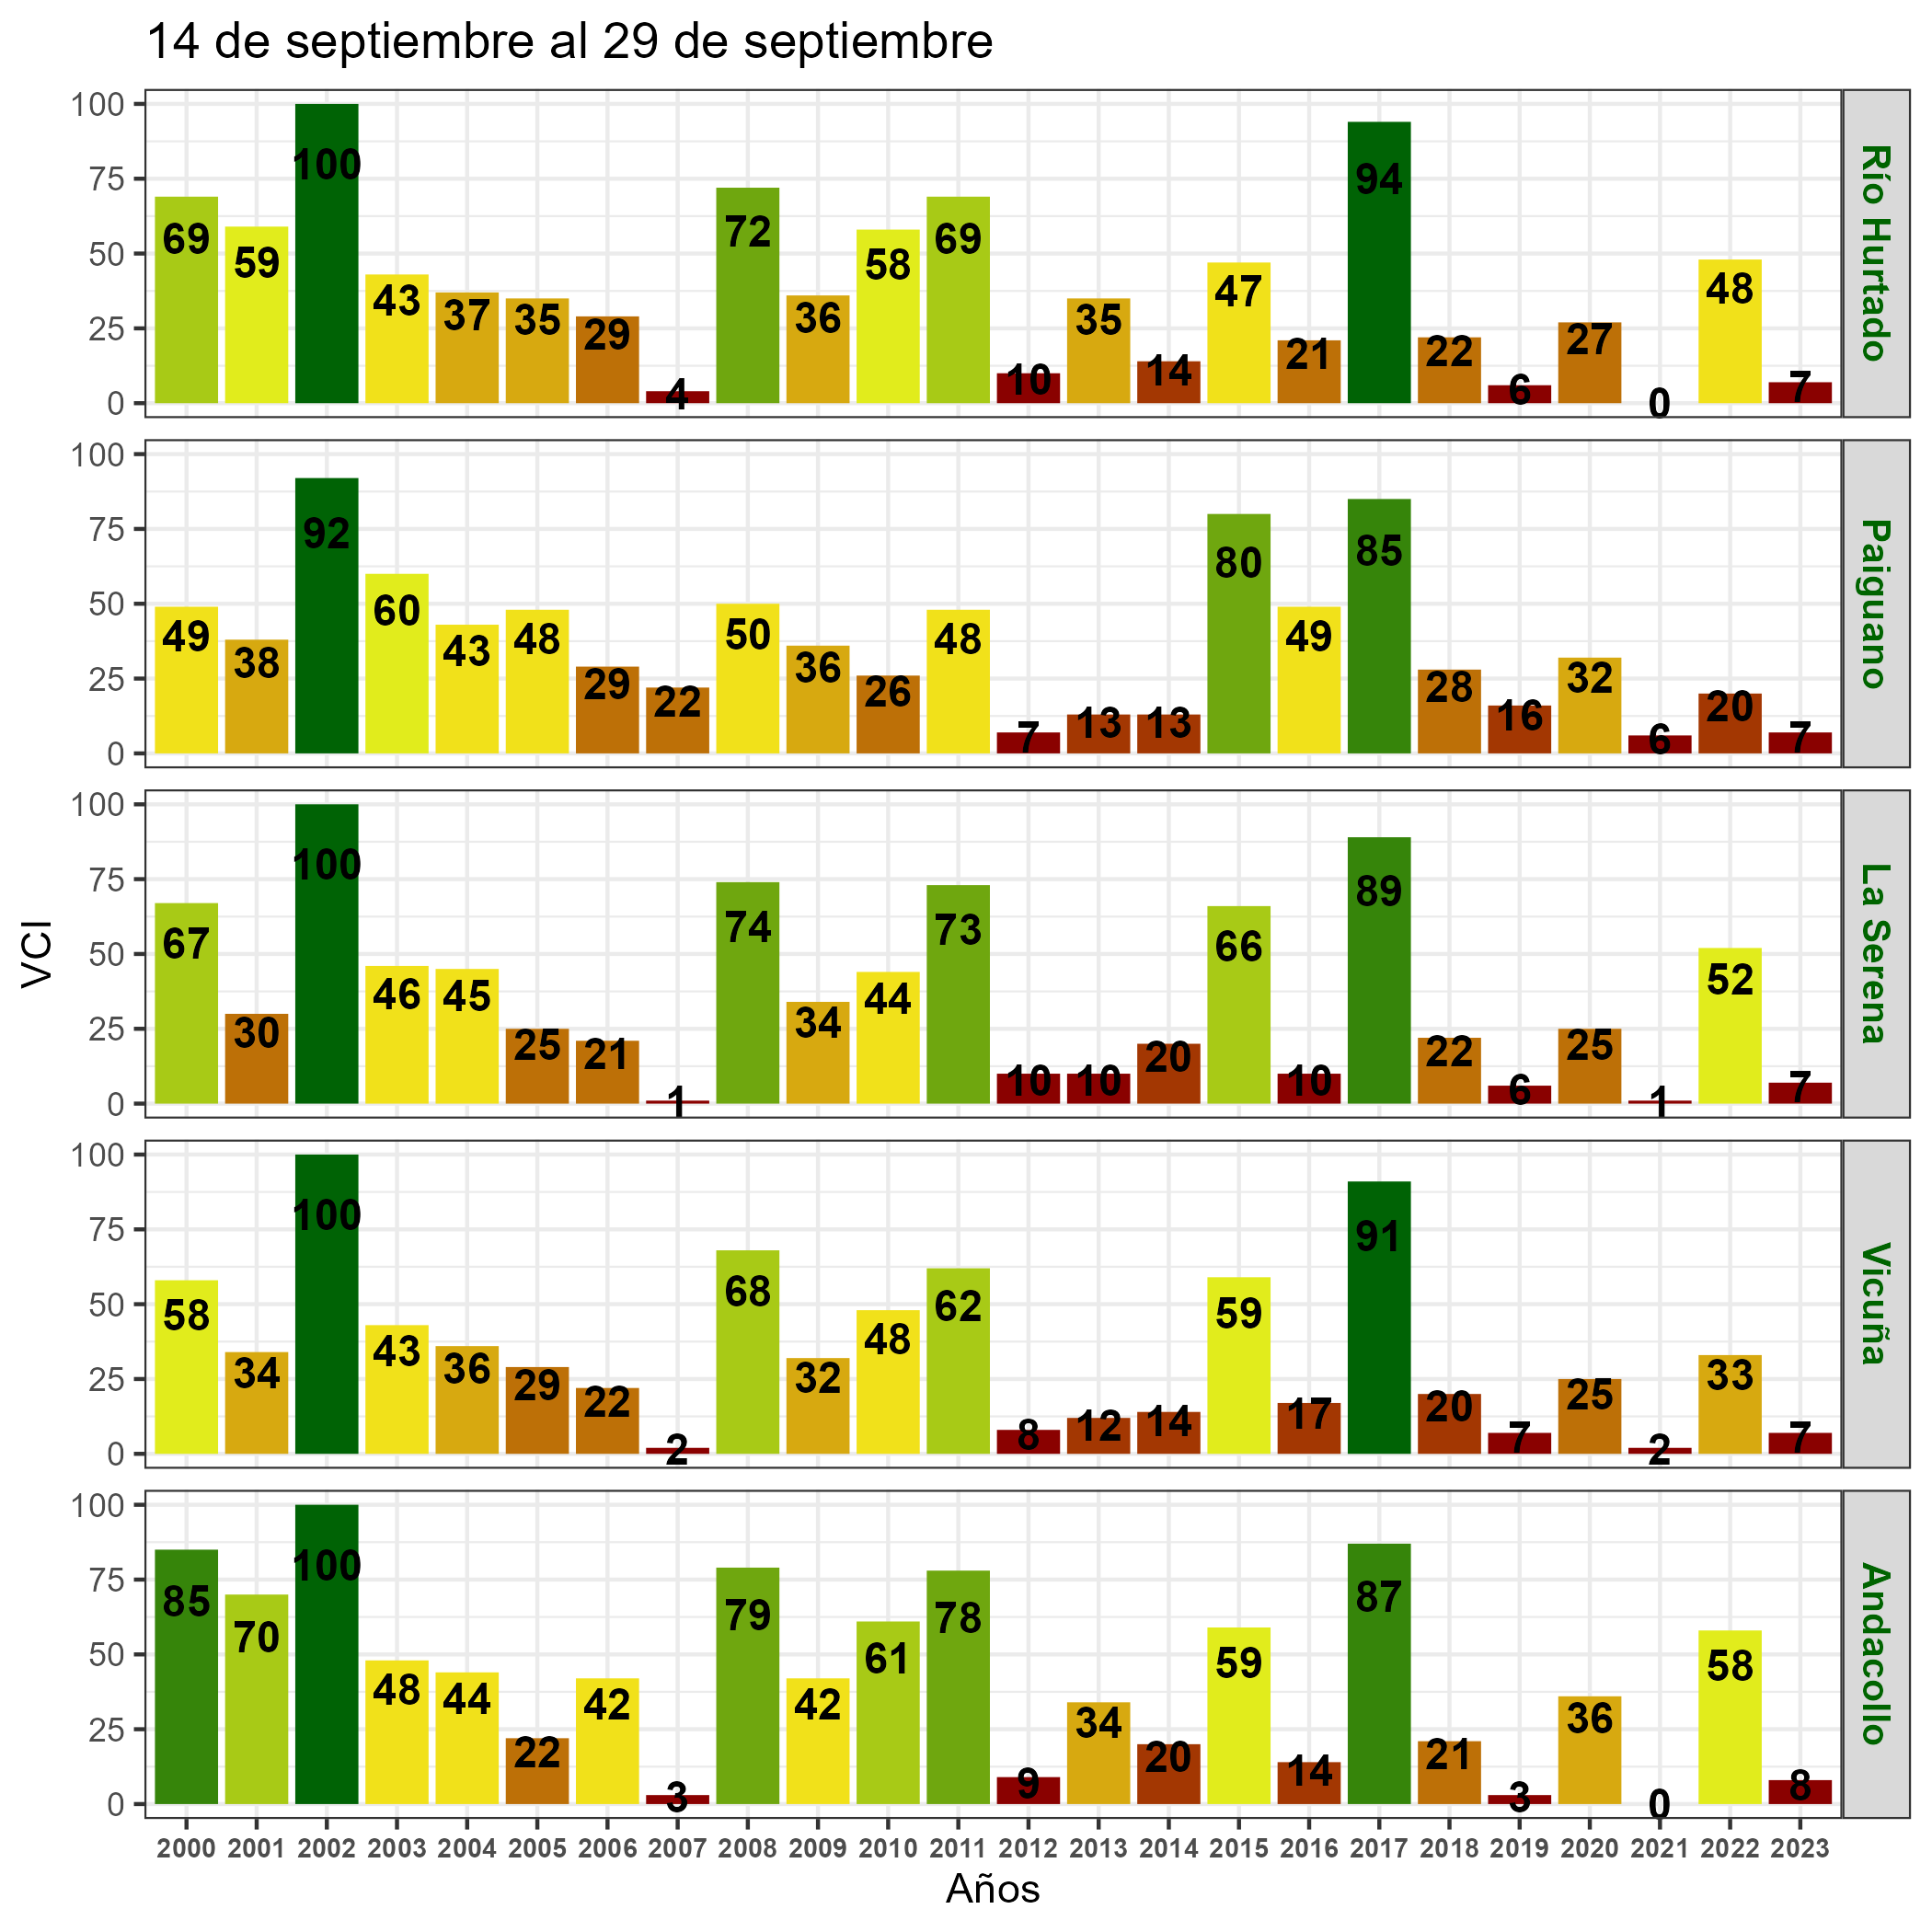 14 de septiembre al 29 de septiembre
100
75
50
25
0
69 59 100 43 37 35 29 4 72 36 58 69 10 35 14 47 21 94 22 6 27 0 48 7
Río Hurtado
100
75
50
25
0
49 38 92 60 43 48 29 22 50 36 26 48 7 13 13 80 49 85 28 16 32 6 20 7
Paiguano
100
75
50
25
0
67 30 100 46 45 25 21 1 74 34 44 73 10 10 20 66 10 89 22 6 25 1 52 7
La Serena
100
75
50
25
0
58 34 100 43 36 29 22 2 68 32 48 62 8 12 14 59 17 91 20 7 25 2 33 7
Vicuña
100
75
50
25
0
85 70 100 48 44 22 42 3 79 42 61 78 9 34 20 59 14 87 21 3 36 0 58 8
Andacollo
VCI
2000 2001 2002 2003 2004 2005 2006 2007 2008 2009 2010 2011 2012 2013 2014 2015 2016 2017 2018 2019 2020 2021 2022 2023
Años